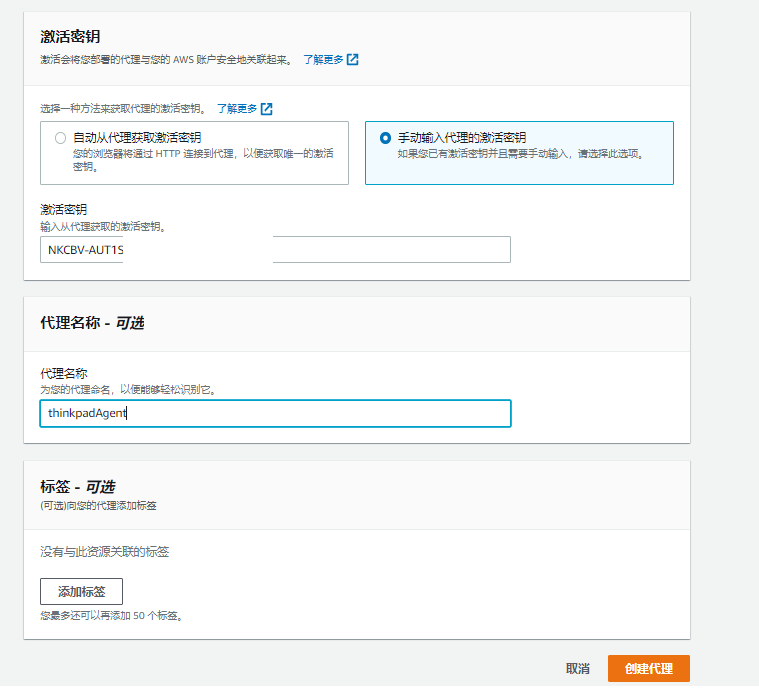 激活密钥
激活会将您部署的代理与您的 AWS 账户安全地关联起来。 了解更多
选择一种方法来获取代理的激活密钥。 了解更多
自动从代理获取激活密钥
您的浏览器将通过 HTTP 连接到代理，以便获取唯一的激活
密钥。
手动输入代理的激活密钥
如果您已有激活密钥并且需要手动输入，请选择此选项。
激活密钥
输入从代理获取的激活密钥。
NKCBV-AUT1S
代理名称 - 可选
代理名称
为您的代理命名，以便能够轻松识别它。
thinkpadAgent
标签 - 可选
(可选)向您的代理添加标签
没有与此资源关联的标签
添加标签
您最多还可以再添加 50 个标签。
取消 创建代理